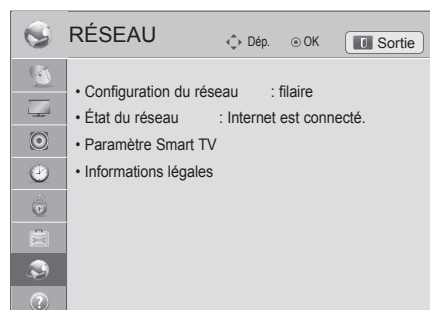 RÉSEAU
Dép. OK Sortie
• Configuration du réseau : filaire
• État du réseau : Internet est connecté.
• Paramètre Smart TV
• Informations légales